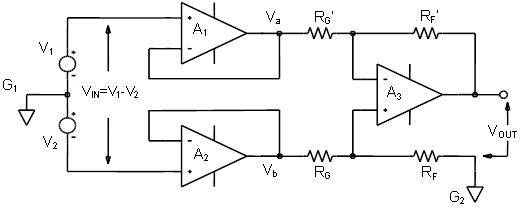 Va
RG'
RF'
+
A1
-
V1
+
-
G1
VIN=V1-V2
-
A3
+
VOUT
V2
+
-
-
A2
+
Vb
RG
RF
G2